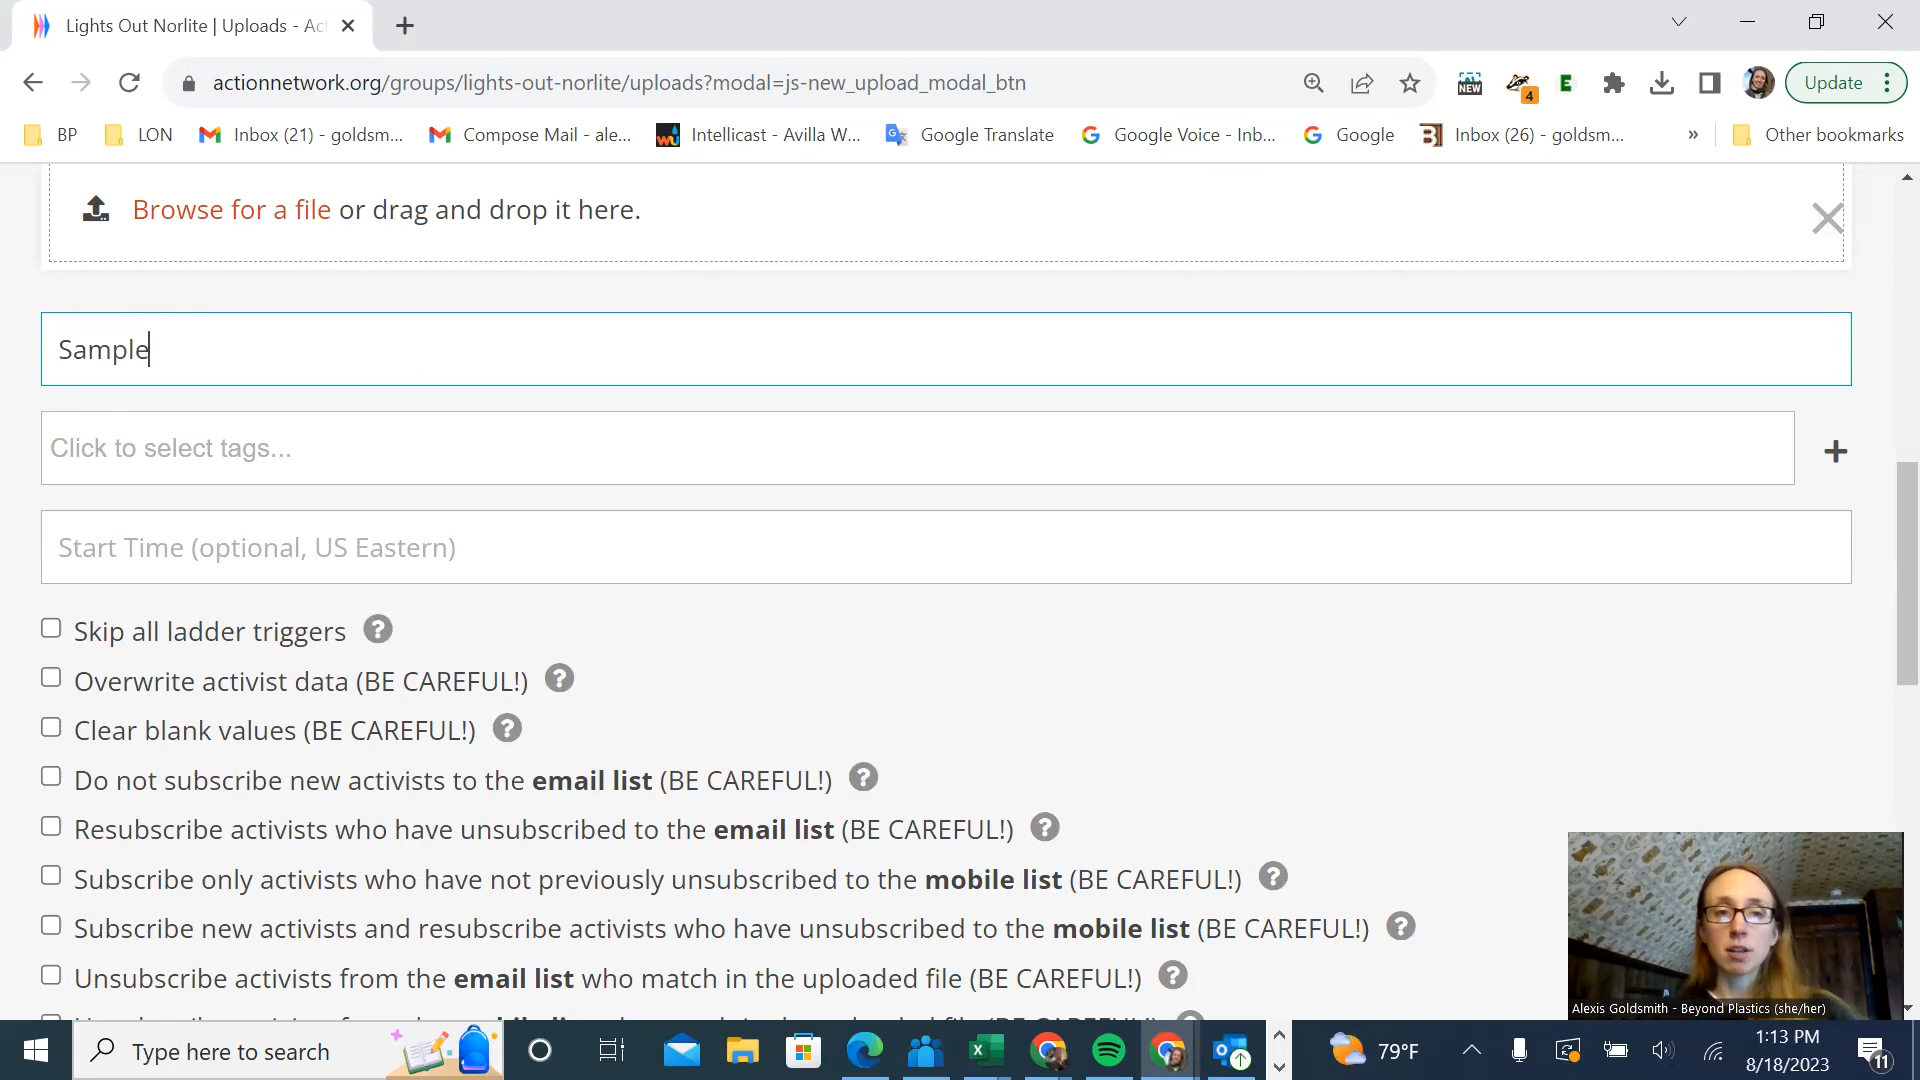 Lights Out Norlite | Uploads - Act
actionnetwork.org/groups/lights-out-norlite/uploads?modal=js-new_upload_modal_btn
NEW
4
E
Update
BP
LON
Inbox (21) - goldsm...
Compose Mail - ale...
Intellicast - Avilla W...
Google Translate
Google Voice - Inb...
Google
Inbox (26) - goldsm...
»
Other bookmarks
Browse for a file or drag and drop it here.
Sample
Click to select tags...
Start Time (optional, US Eastern)
Skip all ladder triggers ?
Overwrite activist data (BE CAREFUL!) ?
Clear blank values (BE CAREFUL!) ?
Do not subscribe new activists to the email list (BE CAREFUL!) ?
Resubscribe activists who have unsubscribed to the email list (BE CAREFUL!) ?
Subscribe only activists who have not previously unsubscribed to the mobile list (BE CAREFUL!) ?
Subscribe new activists and resubscribe activists who have unsubscribed to the mobile list (BE CAREFUL!) ?
Unsubscribe activists from the email list who match in the uploaded file (BE CAREFUL!) ?
Alexis Goldsmith - Beyond Plastics (she/her)
Type here to search
79°F
1:13 PM
8/18/2023
11